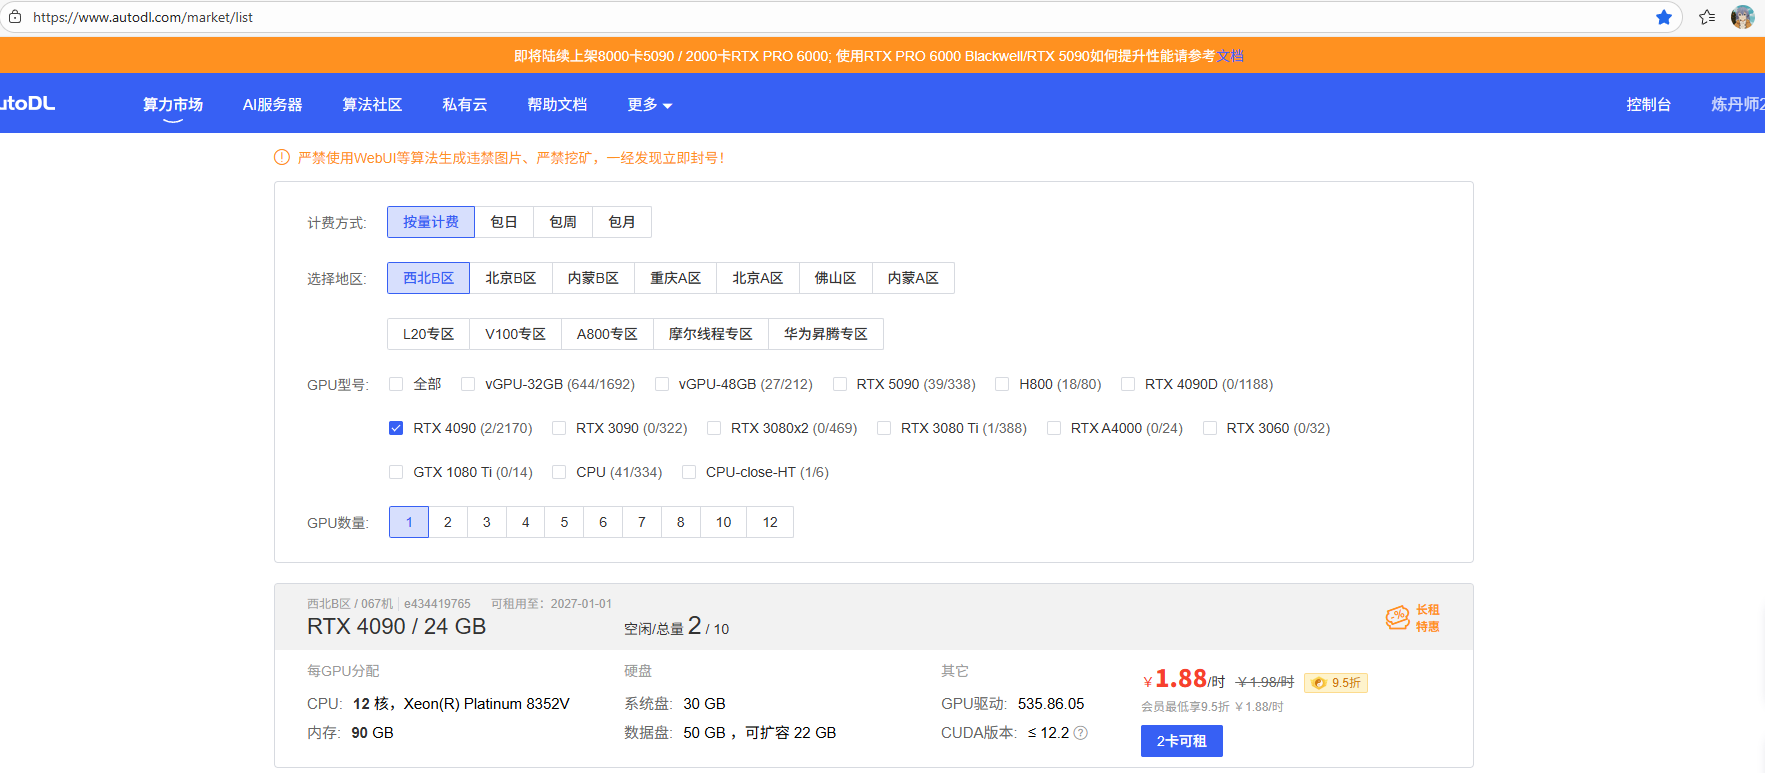 https://www.autodl.com/market/list
即将陆续上架8000卡5090 / 2000卡RTX PRO 6000; 使用RTX PRO 6000 Blackwell/RTX 5090如何提升性能请参考文档
utoDL 算力市场 AI服务器 算法社区 私有云 帮助文档 更多 控制台 炼丹师2
严禁使用WebUI等算法生成违禁图片、严禁挖矿，一经发现立即封号！
计费方式: 按量计费 包日 包周 包月
选择地区: 西北B区 北京B区 内蒙B区 重庆A区 北京A区 佛山区 内蒙A区
L20专区 V100专区 A800专区 摩尔线程专区 华为昇腾专区
GPU型号: 全部 vGPU-32GB (644/1692) vGPU-48GB (27/212) RTX 5090 (39/338) H800 (18/80) RTX 4090D (0/1188)
RTX 4090 (2/2170) RTX 3090 (0/322) RTX 3080x2 (0/469) RTX 3080 Ti (1/388) RTX A4000 (0/24) RTX 3060 (0/32)
GTX 1080 Ti (0/14) CPU (41/334) CPU-close-HT (1/6)
GPU数量: 1 2 3 4 5 6 7 8 10 12
西北B区 / 067机 e434419765 可租用至：2027-01-01
RTX 4090 / 24 GB 空闲/总量 2 / 10 长租特惠
每GPU分配 硬盘 其它
¥1.88/时 ¥1.98/时 9.5折
CPU: 12 核，Xeon(R) Platinum 8352V 系统盘: 30 GB GPU驱动: 535.86.05
会员最低享9.5折 ¥1.88/时
内存: 90 GB 数据盘: 50 GB，可扩容 22 GB CUDA版本: ≤ 12.2
2卡可租